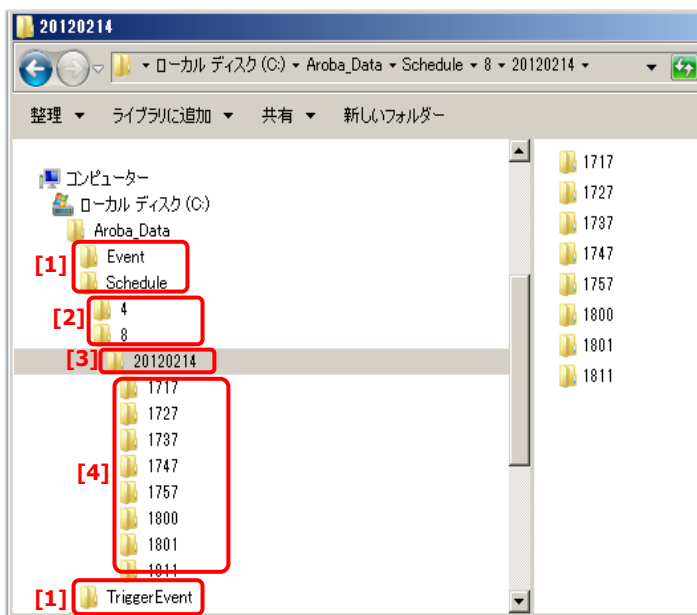 20120214
ローカル ディスク (C:) ▾ Aroba_Data ▾ Schedule ▾ 8 ▾ 20120214 ▾
整理 ▼ ライブラリに追加 ▼ 共有 ▼ 新しいフォルダー
コンピューター
ローカル ディスク (C:)
Aroba_Data
[1] Event
Schedule
[2] 4
8
[3] 20120214
1717
1727
1737
[4] 1747
1757
1800
1801
1811
[1] TriggerEvent
1717
1727
1737
1747
1757
1800
1801
1811